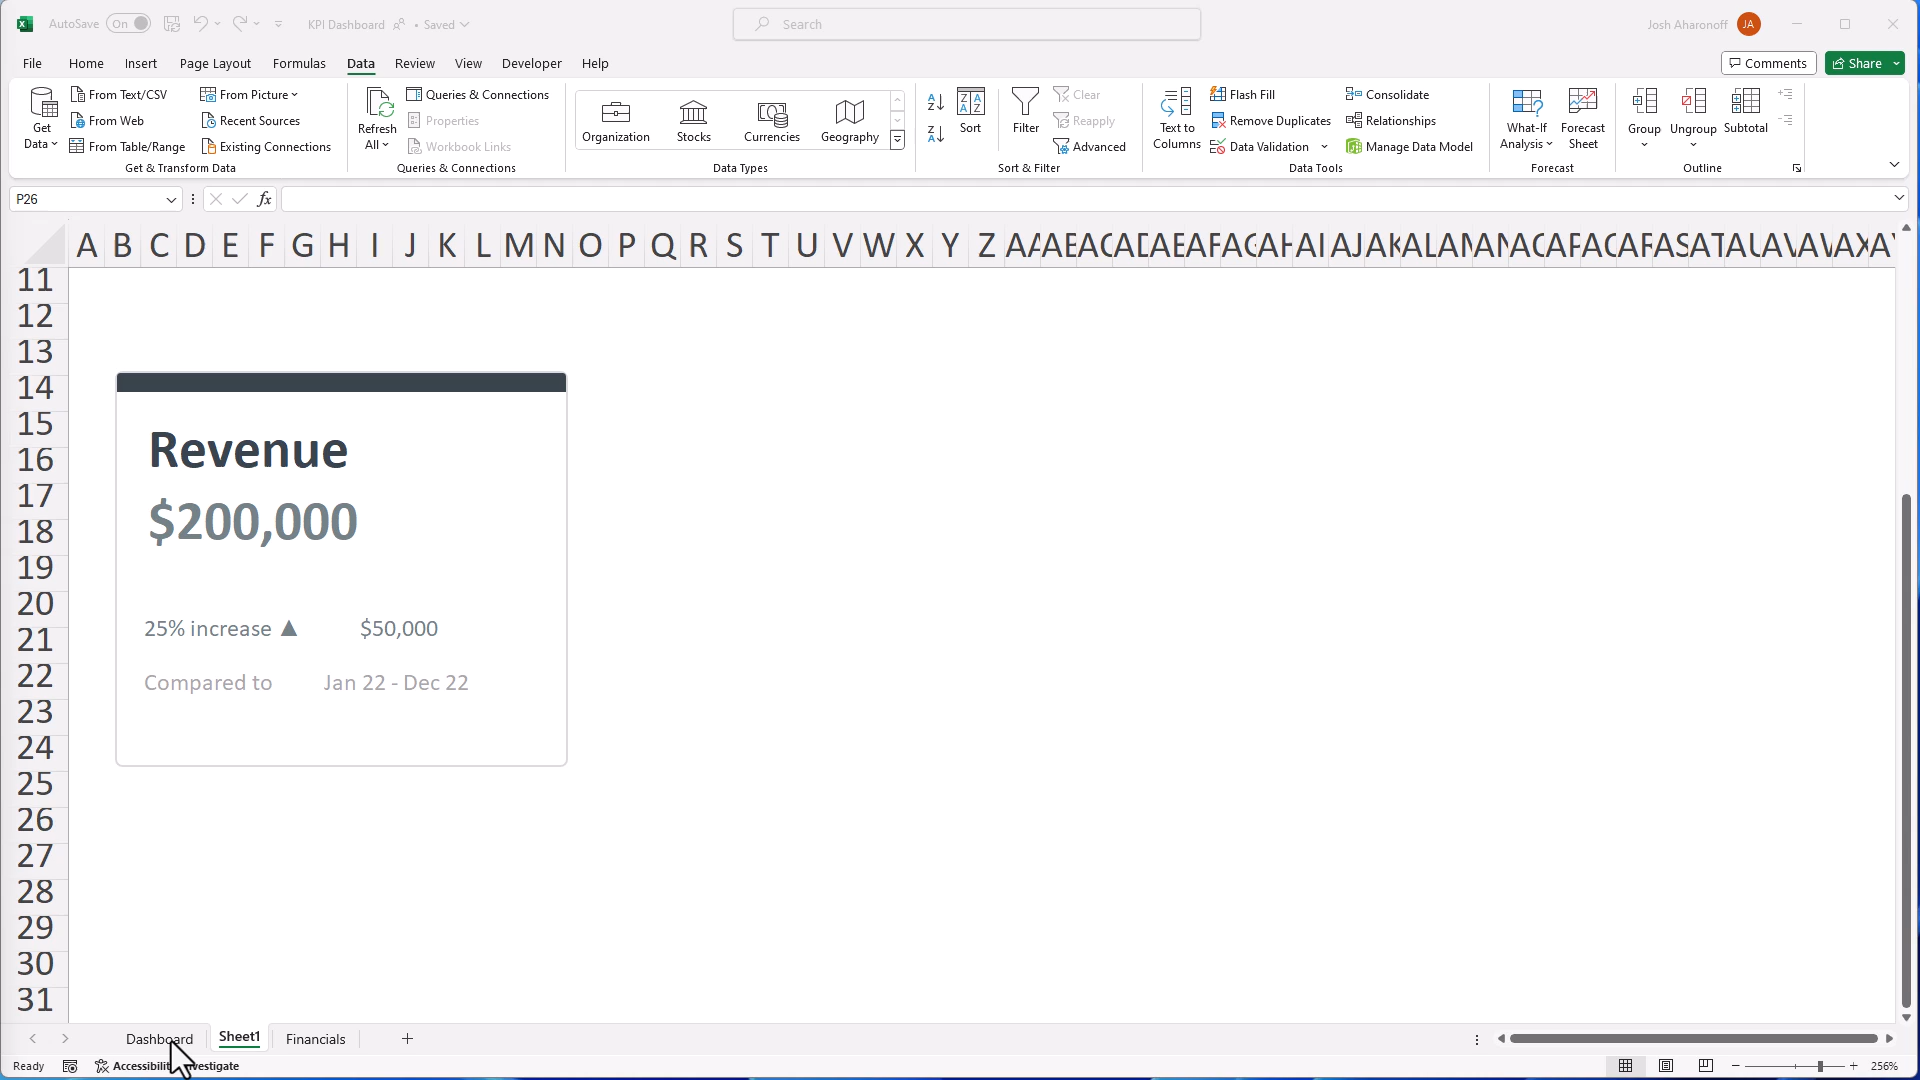 AutoSave On KPI Dashboard • Saved Search Josh Aharonoff JA
File Home Insert Page Layout Formulas Data Review View Developer Help Comments Share
Get Data
From Text/CSV
From Web
From Table/Range
From Picture
Recent Sources
Existing Connections
Get & Transform Data
Refresh All
Queries & Connections
Properties
Workbook Links
Queries & Connections
Organization Stocks Currencies Geography
Data Types
Sort
Filter
Clear
Reapply
Advanced
Sort & Filter
Text to Columns
Flash Fill
Remove Duplicates
Data Validation
Consolidate
Relationships
Manage Data Model
Data Tools
What-If Analysis
Forecast Sheet
Forecast
Group
Ungroup
Subtotal
Outline
P26 fx
A B C D E F G H I J K L M N O P Q R S T U V W X Y Z
11
12
13
14
15
16
17
18
19
20
21
22
23
24
25
26
27
28
29
30
31
Revenue
$200,000
25% increase ▲ $50,000
Compared to Jan 22 - Dec 22
Dashboard Sheet1 Financials +
Ready 256%